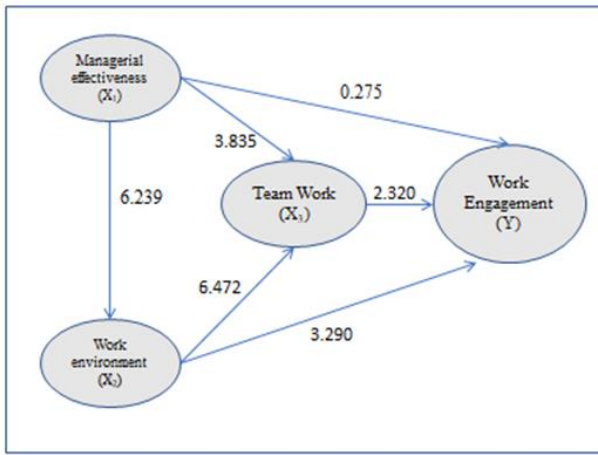 Managerial
effectiveness
(X₁)
0.275
3.835
Team Work
(X₃)
2.320
Work
Engagement
(Y)
6.239
6.472
3.290
Work
environment
(X₂)